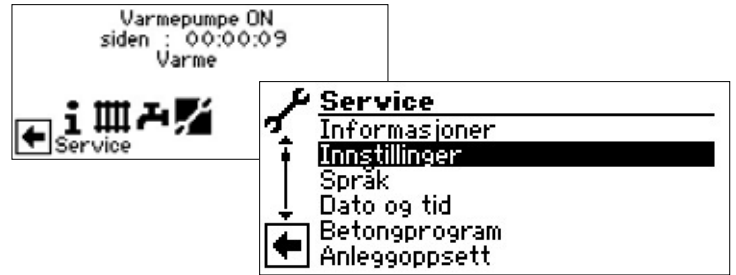 Varmepumpe ON
siden : 00:00:09
Varme
Service
Service
Informasjoner
Innstillinger
Språk
Dato og tid
Betongprogram
Anleggoppsett